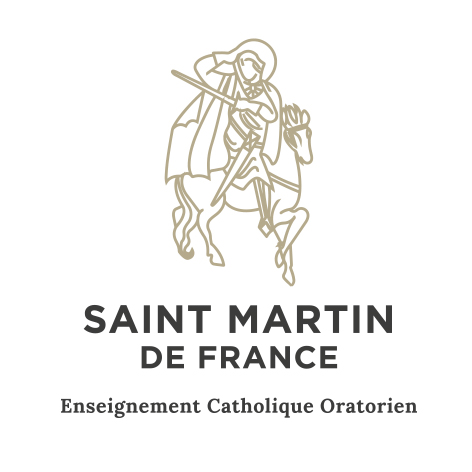 SAINT MARTIN
DE FRANCE
Enseignement Catholique Oratorien